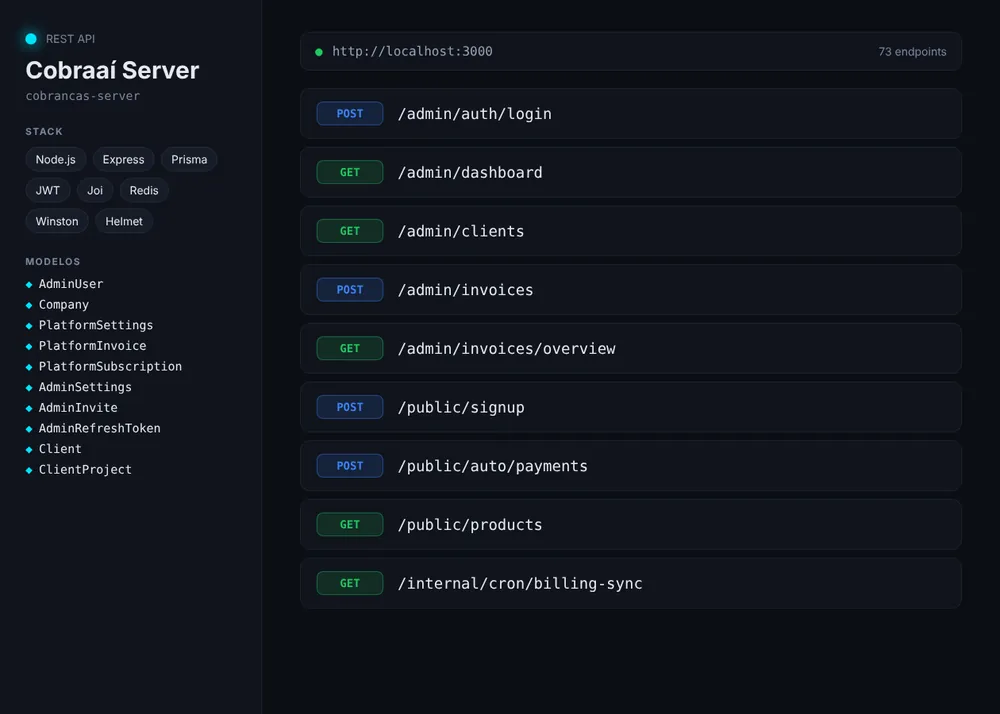 REST API
Cobraaí Server
cobrancas-server
STACK
Node.js Express Prisma
JWT Joi Redis
Winston Helmet
MODELOS
AdminUser
Company
PlatformSettings
PlatformInvoice
PlatformSubscription
AdminSettings
AdminInvite
AdminRefreshToken
Client
ClientProject
http://localhost:3000 73 endpoints
POST /admin/auth/login
GET /admin/dashboard
GET /admin/clients
POST /admin/invoices
GET /admin/invoices/overview
POST /public/signup
POST /public/auto/payments
GET /public/products
GET /internal/cron/billing-sync